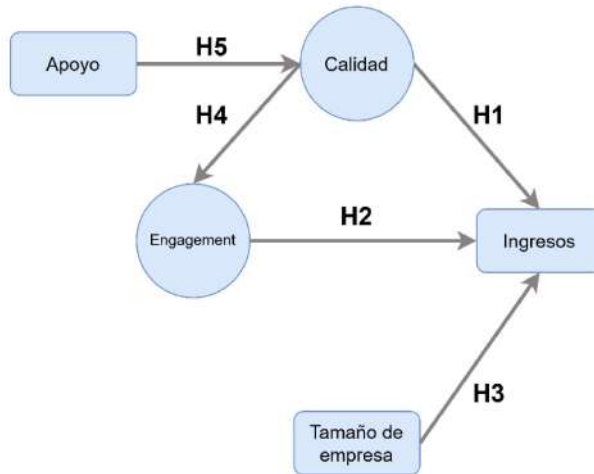 H5
Apoyo
Calidad
H4
H1
Engagement
H2
Ingresos
H3
Tamaño de
empresa